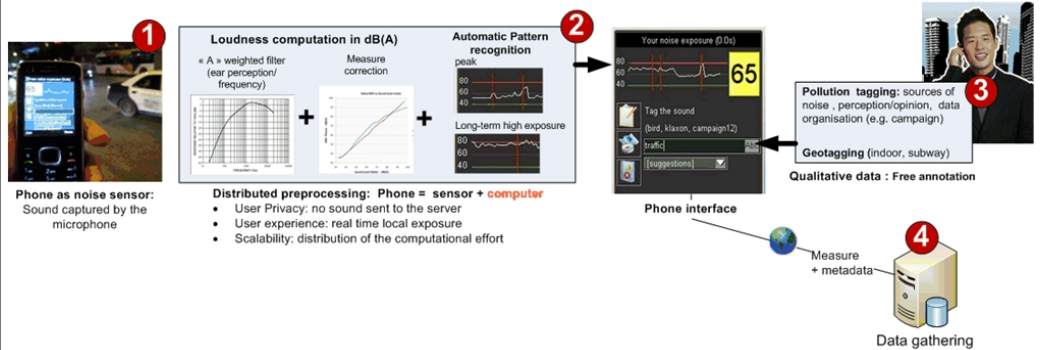 1
Phone as noise sensor:
Sound captured by the
microphone
2
Loudness computation in dB(A)
« A » weighted filter
(ear perception/
frequency)
+
Measure
correction
+
Automatic Pattern
recognition
peak
80
60
40
Long-term high exposure
80
60
40
Distributed preprocessing: Phone = sensor + computer
• User Privacy: no sound sent to the server
• User experience: real time local exposure
• Scalability: distribution of the computational effort
Your noise exposure (0.0s)
80
60
40
65
Tag the sound
(bird, klaxon, campaign12)
traffic
Abc
[suggestions]
Phone interface
3
Pollution tagging: sources of
noise , perception/opinion, data
organisation (e.g. campaign)
Geotagging (indoor, subway)
Qualitative data : Free annotation
4
Measure
+ metadata
Data gathering